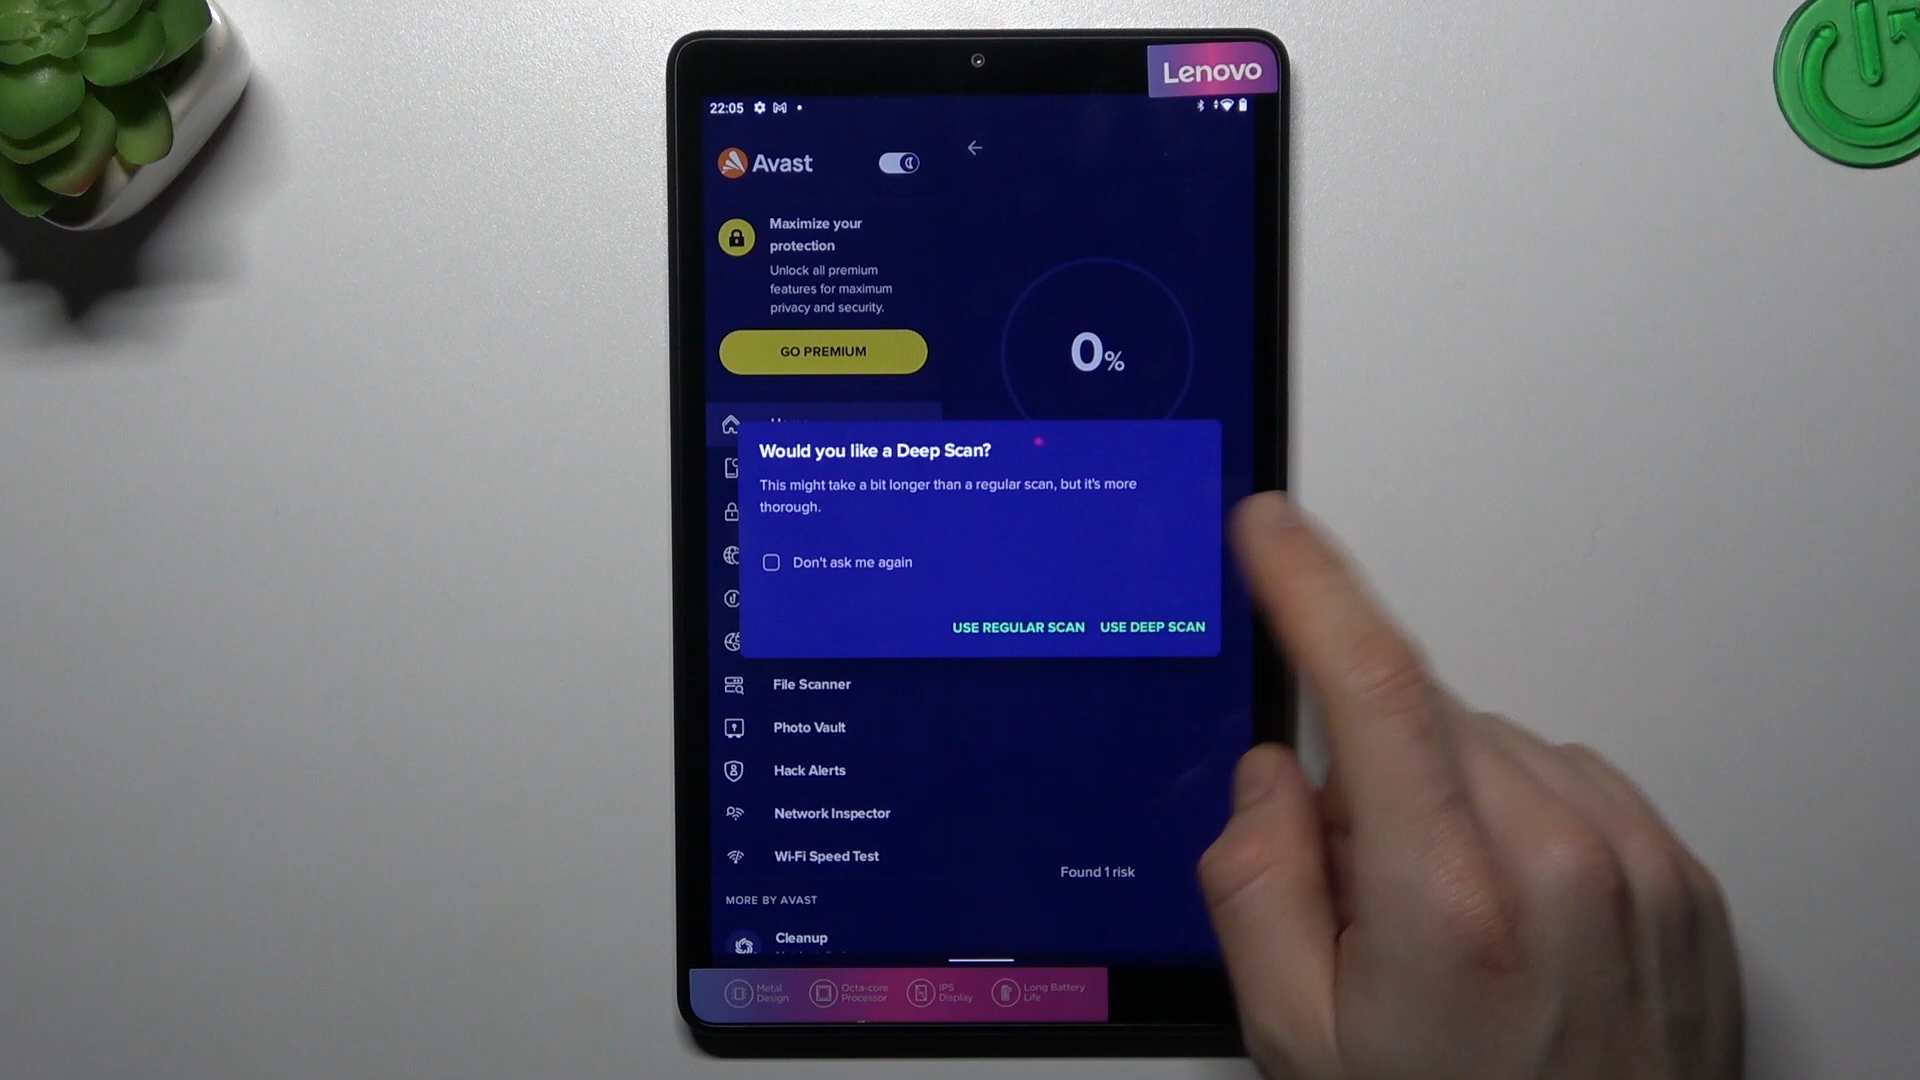 Lenovo
22:05
Avast
Maximize your
protection
Unlock all premium
features for maximum
privacy and security.
GO PREMIUM
0%
Would you like a Deep Scan?
This might take a bit longer than a regular scan, but it's more
thorough.
Don't ask me again
USE REGULAR SCAN USE DEEP SCAN
File Scanner
Photo Vault
Hack Alerts
Network Inspector
Wi-Fi Speed Test
Found 1 risk
MORE BY AVAST
Cleanup
Metal
Design
Octa-core
Processor
IPS
Display
Long Battery
Life